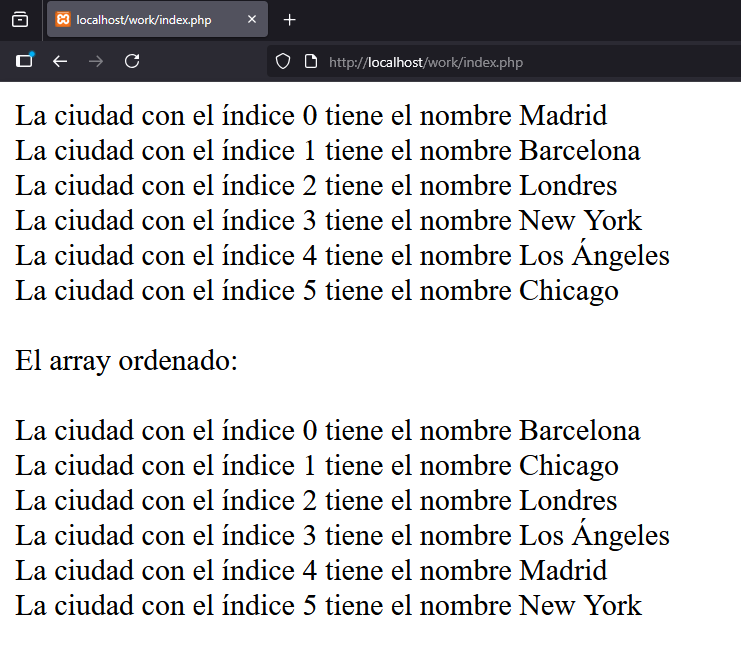 localhost/work/index.php
http://localhost/work/index.php
La ciudad con el índice 0 tiene el nombre Madrid
La ciudad con el índice 1 tiene el nombre Barcelona
La ciudad con el índice 2 tiene el nombre Londres
La ciudad con el índice 3 tiene el nombre New York
La ciudad con el índice 4 tiene el nombre Los Ángeles
La ciudad con el índice 5 tiene el nombre Chicago
El array ordenado:
La ciudad con el índice 0 tiene el nombre Barcelona
La ciudad con el índice 1 tiene el nombre Chicago
La ciudad con el índice 2 tiene el nombre Londres
La ciudad con el índice 3 tiene el nombre Los Ángeles
La ciudad con el índice 4 tiene el nombre Madrid
La ciudad con el índice 5 tiene el nombre New York